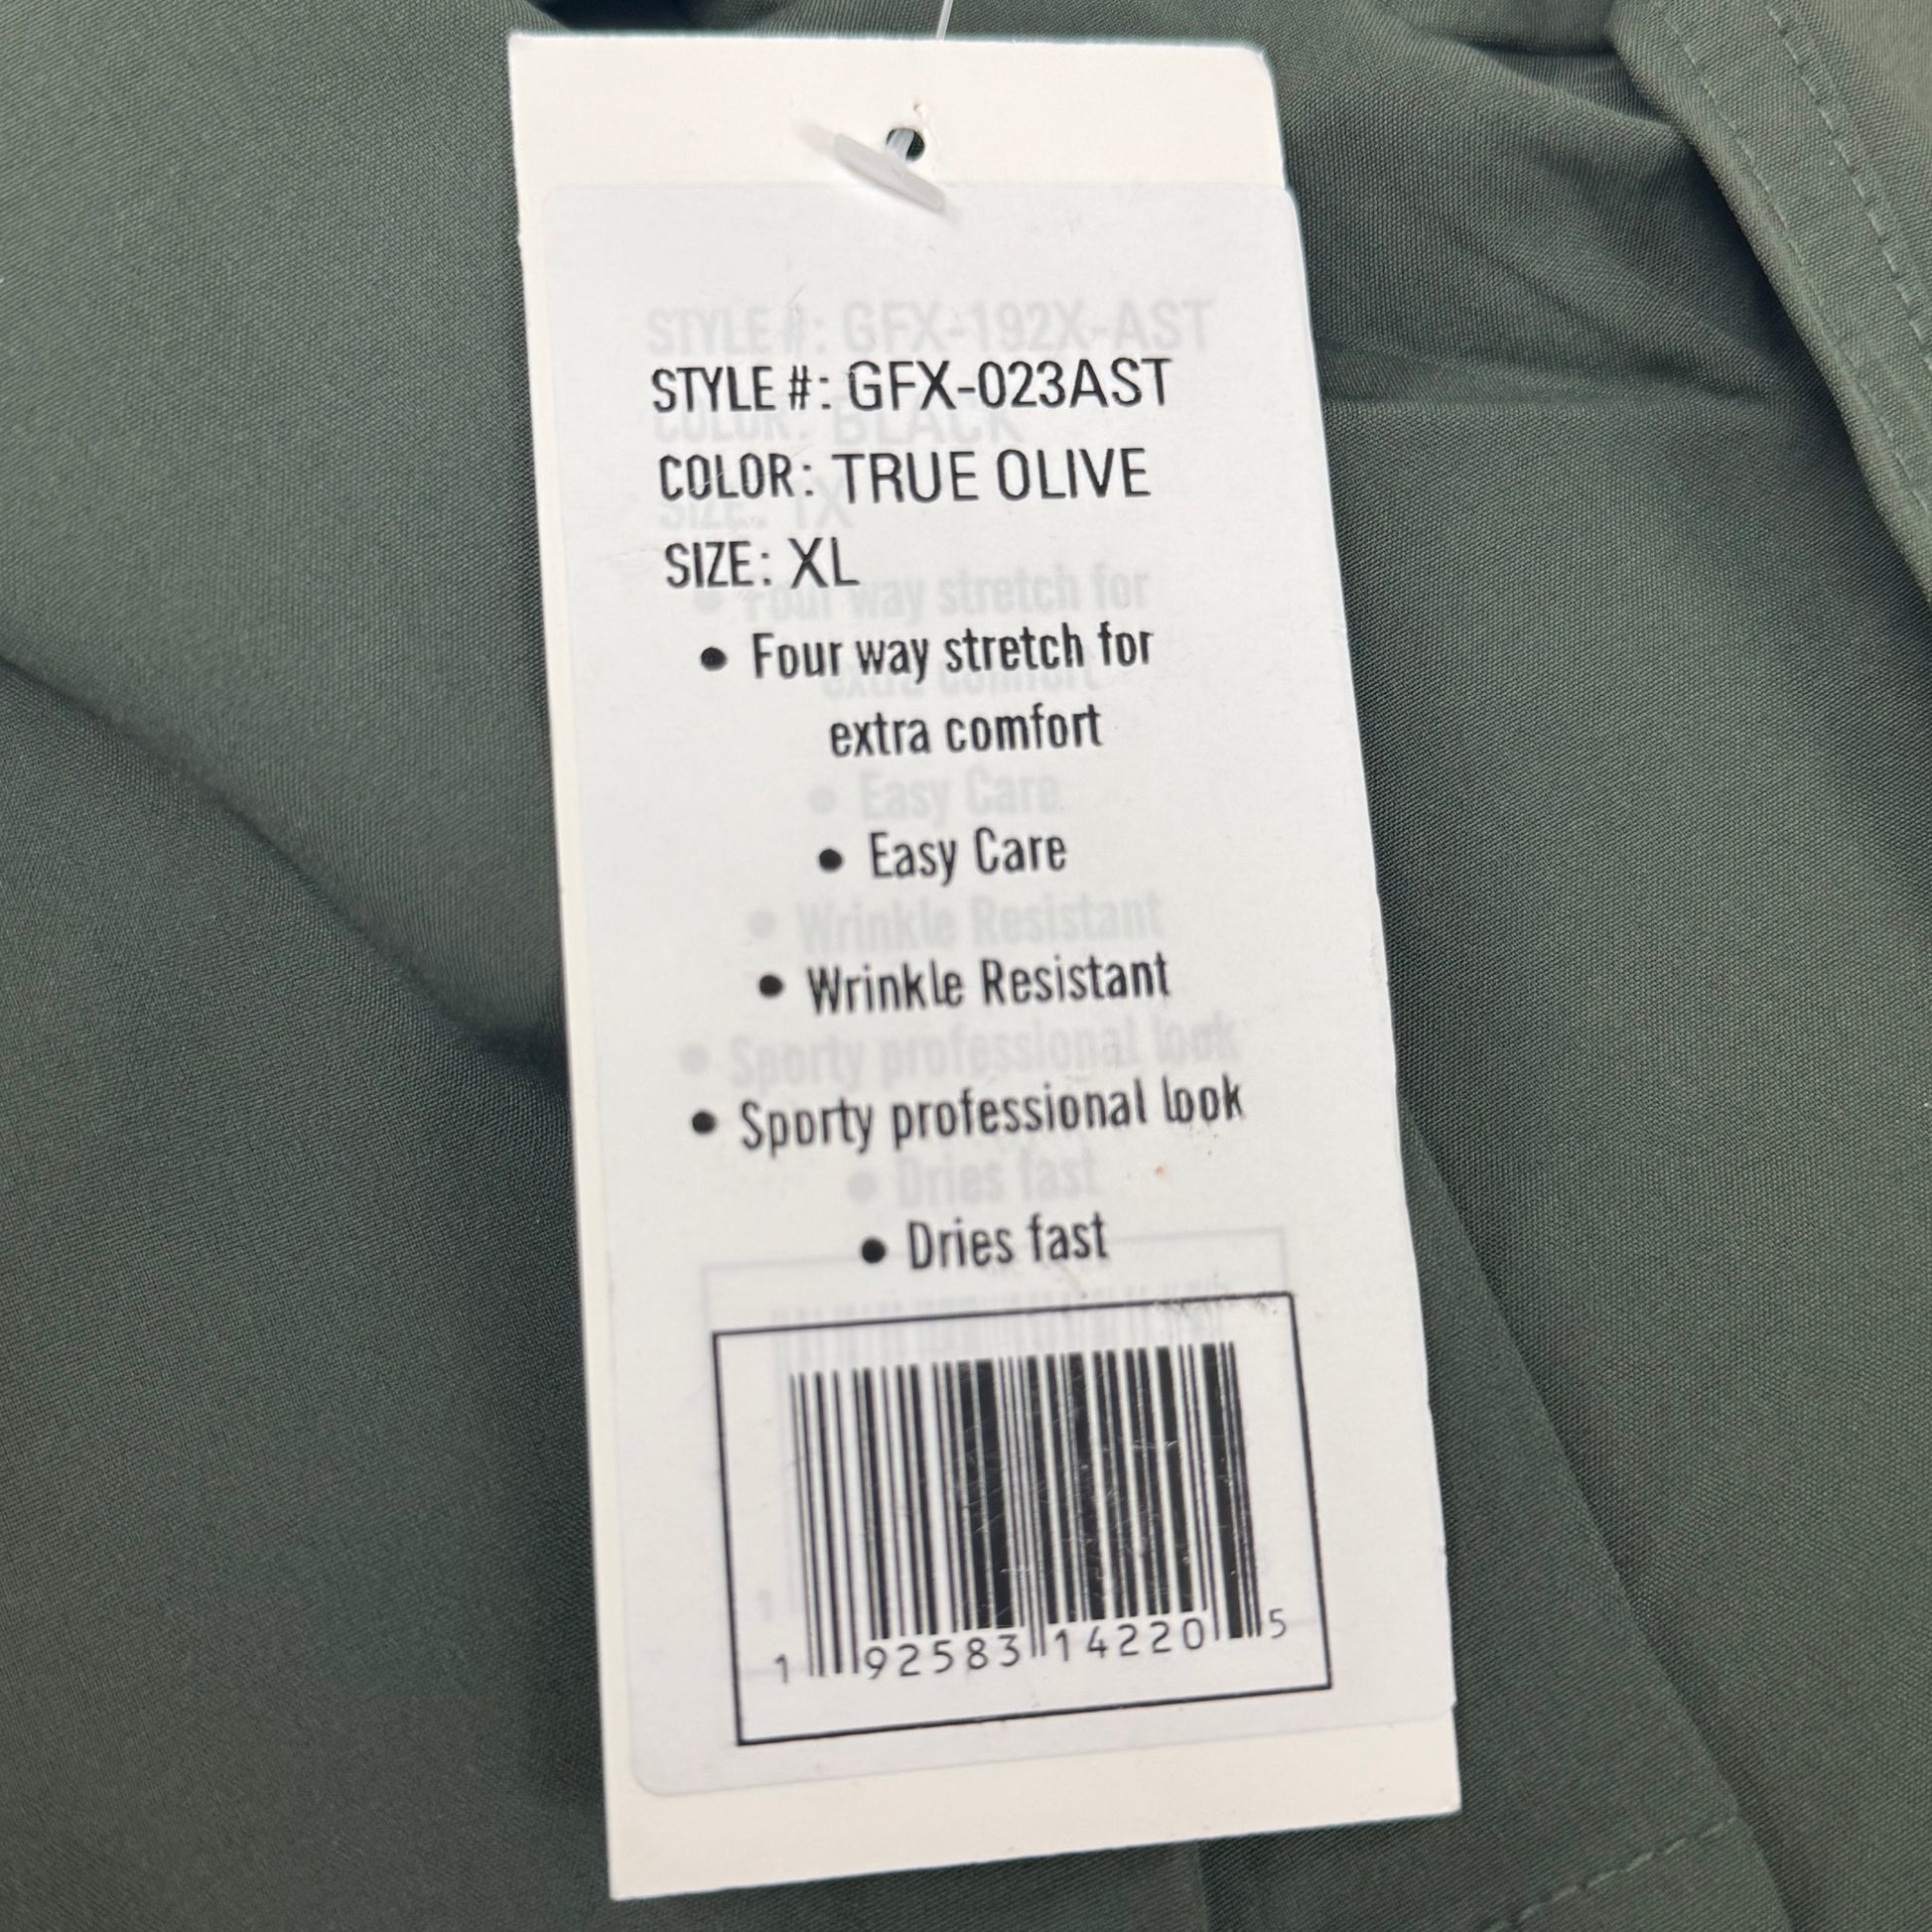 STYLE #: GFX-192X-AST
STYLE #: GFX-023AST
COLOR: BLACK
COLOR: TRUE OLIVE
SIZE: 1X
SIZE: XL
• Four way stretch for
• Four way stretch for
extra comfort
extra comfort
• Easy Care
• Easy Care
• Wrinkle Resistant
• Wrinkle Resistant
• Sporty professional look
• Sporty professional look
• Dries fast
• Dries fast
1 92583 14220 5